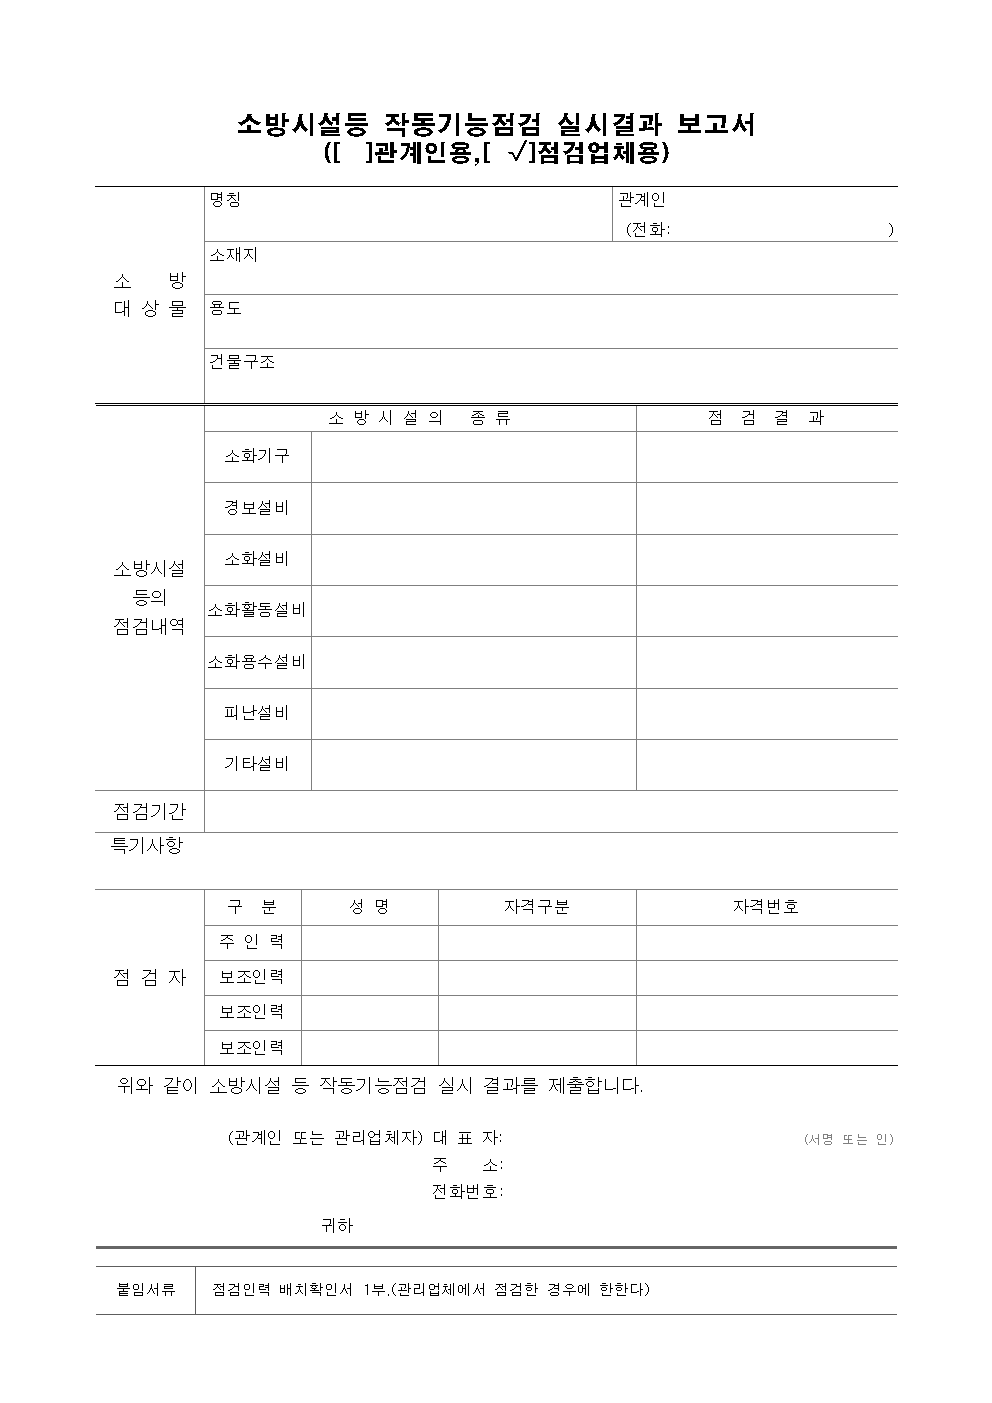 소방시설등 작동기능점검 실시결과 보고서
([ ]관계인용,[ √]점검업체용)
명칭
관계인
(전화: )
소재지
소 방
대 상 물
용도
건물구조
소 방 시 설 의 종 류
점 검 결 과
소화기구
경보설비
소화설비
소방시설
등의
점검내역
소화활동설비
소화용수설비
피난설비
기타설비
점검기간
특기사항
구 분
성 명
자격구분
자격번호
주 인 력
점 검 자
보조인력
보조인력
보조인력
위와 같이 소방시설 등 작동기능점검 실시 결과를 제출합니다.
(관계인 또는 관리업체자) 대 표 자: (서명 또는 인)
주 소:
전화번호:
귀하
붙임서류
점검인력 배치확인서 1부.(관리업체에서 점검한 경우에 한한다)